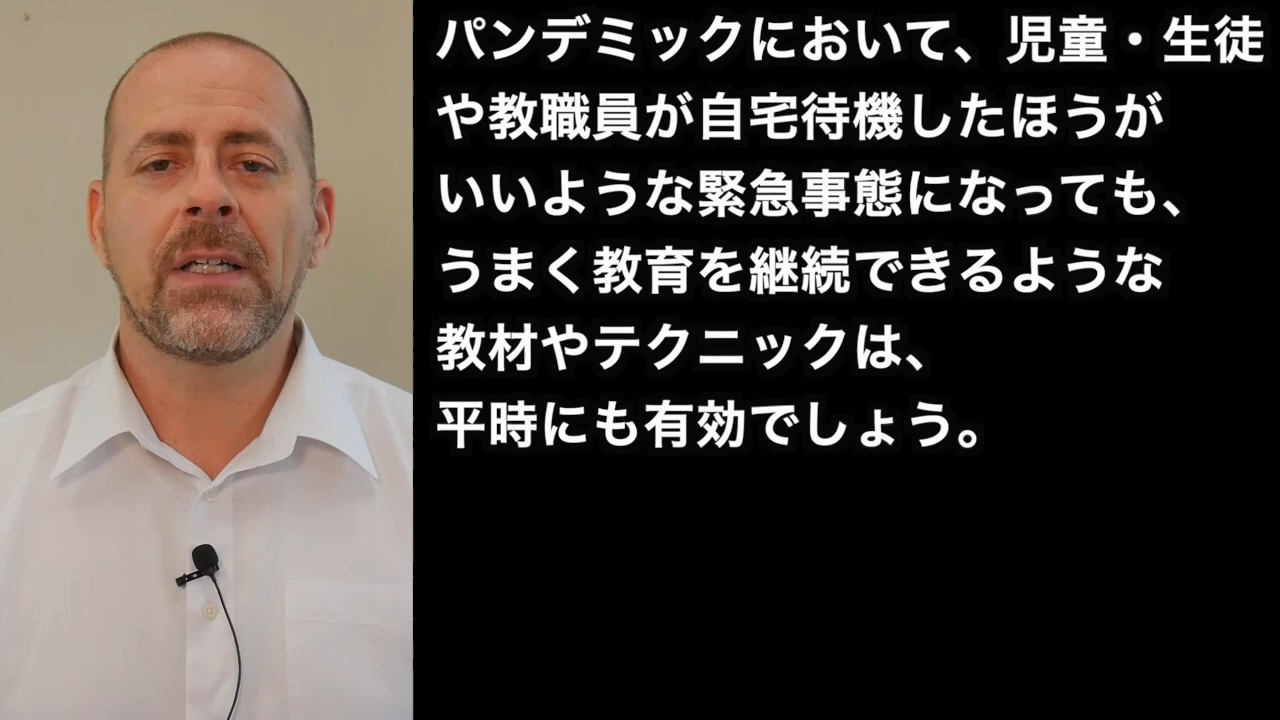 パンデミックにおいて、児童・生徒
や教職員が自宅待機したほうが
いいような緊急事態になっても、
うまく教育を継続できるような
教材やテクニックは、
平時にも有効でしょう。